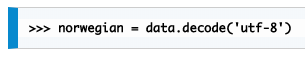 >>> norwegian = data.decode('utf-8')